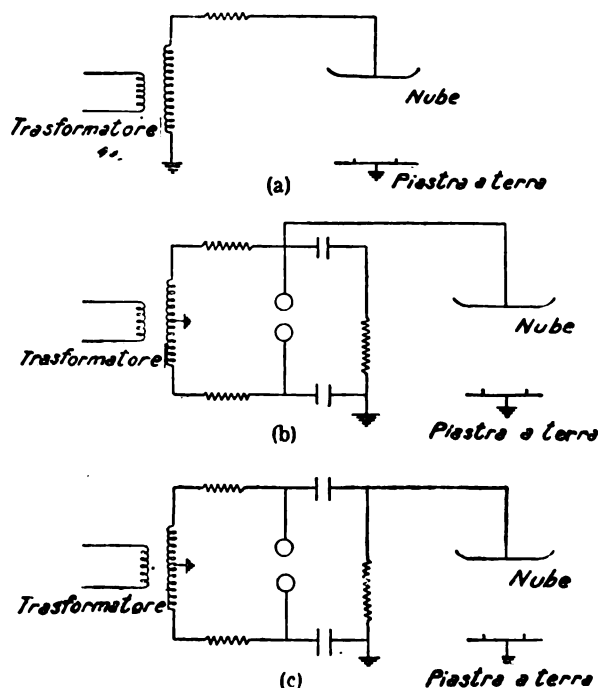 Nube
Trasformatore
Piastra a terra
(a)
Nube
Trasformatore
Piastra a terra
(b)
Nube
Trasformatore
Piastra a terra
(c)